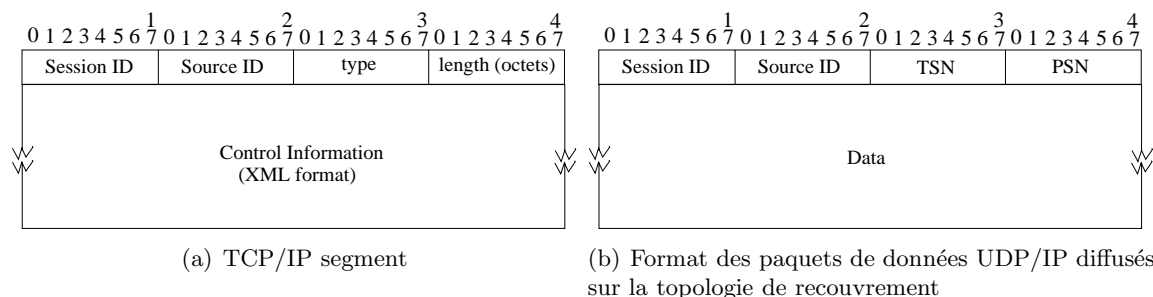 1 2 3 4
0 1 2 3 4 5 6 7 0 1 2 3 4 5 6 7 0 1 2 3 4 5 6 7 0 1 2 3 4 5 6 7
Session ID Source ID type length (octets)
Control Information
(XML format)
(a) TCP/IP segment
1 2 3 4
0 1 2 3 4 5 6 7 0 1 2 3 4 5 6 7 0 1 2 3 4 5 6 7 0 1 2 3 4 5 6 7
Session ID Source ID TSN PSN
Data
(b) Format des paquets de données UDP/IP diffusés
sur la topologie de recouvrement